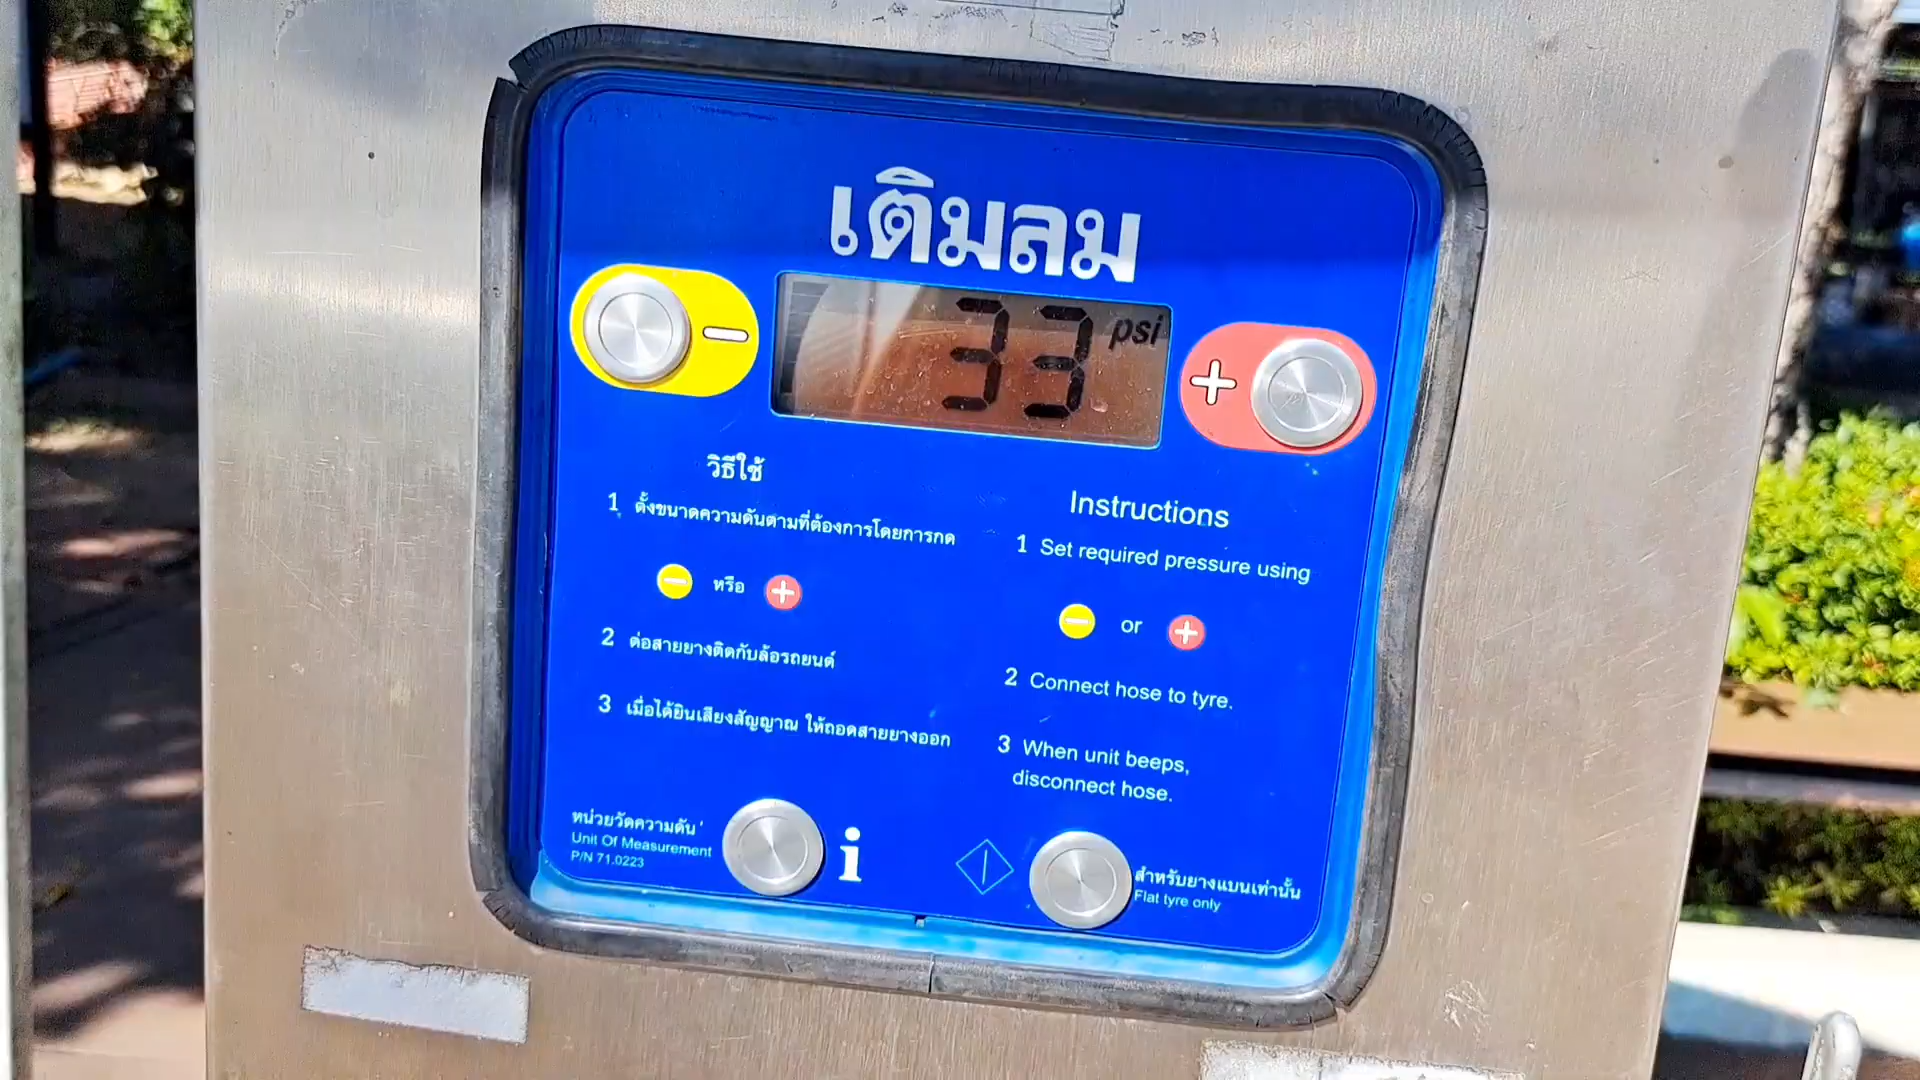 เติมลม
33 psi
วิธีใช้
1 ตั้งขนาดความดันตามที่ต้องการโดยการกด
หรือ
2 ต่อสายยางติดกับล้อรถยนต์
3 เมื่อได้ยินเสียงสัญญาณ ให้ถอดสายยางออก
Instructions
1 Set required pressure using
or
2 Connect hose to tyre.
3 When unit beeps,
disconnect hose.
หน่วยวัดความดัน
Unit Of Measurement
P/N 71.0223
i
สำหรับยางแบนเท่านั้น
Flat tyre only